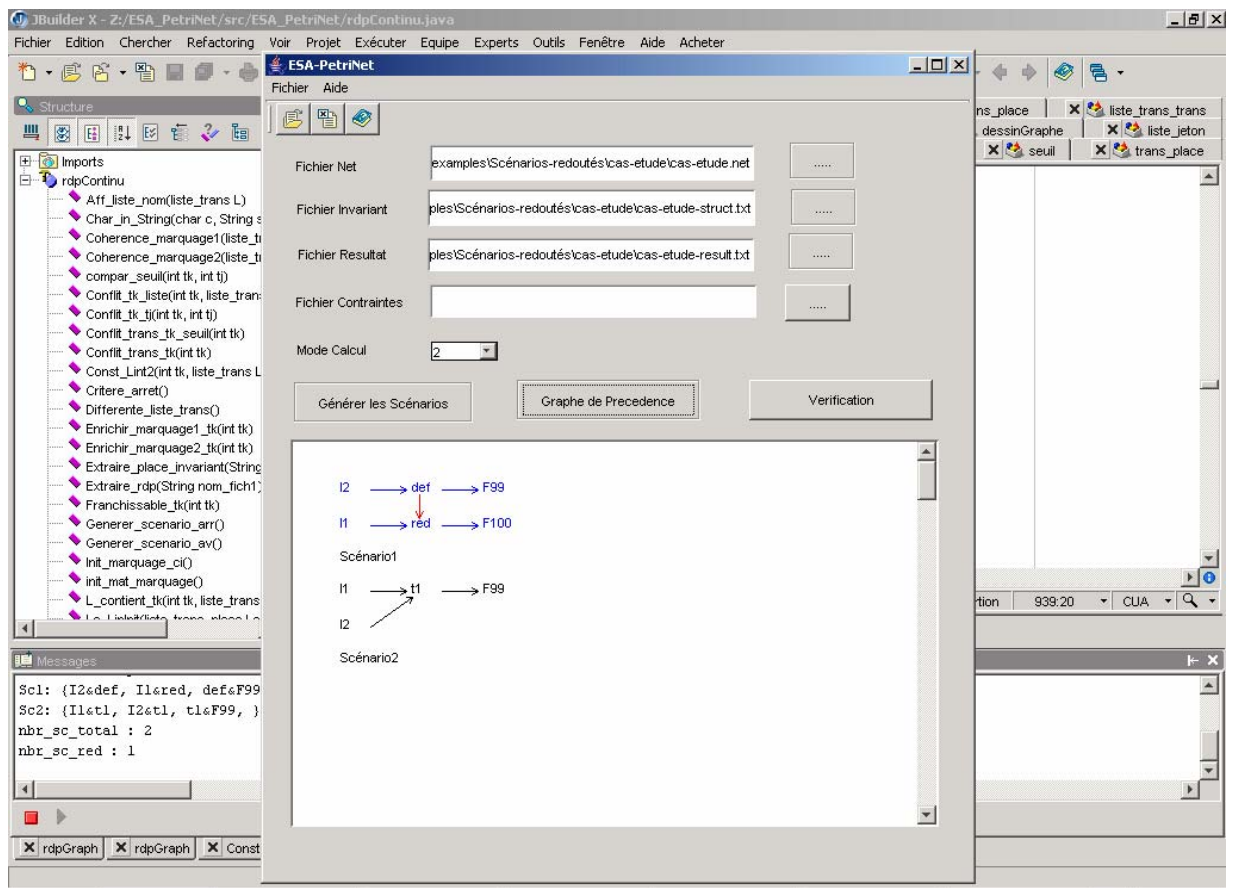 JBuilder X - Z:/ESA_PetriNet/src/ESA_PetriNet/rdpContinu.java
Fichier Edition Chercher Refactoring Voir Projet Exécuter Equipe Experts Outils Fenêtre Aide Acheter
Structure
Imports
rdpContinu
Aff_liste_nom(liste_trans L)
Char_in_String(char c, String s
Coherence_marquage1(liste_t
Coherence_marquage2(liste_t
compar_seuil(int tk, int tj)
Conflit_tk_liste(int tk, liste_tran
Conflit_tk_tj(int tk, int tj)
Conflit_trans_tk_seuil(int tk)
Conflit_trans_tk(int tk)
Const_Lint2(int tk, liste_trans L
Critere_arret()
Differente_liste_trans()
Enrichir_marquage1_tk(int tk)
Enrichir_marquage2_tk(int tk)
Extraire_place_invariant(String
Extraire_rdp(String nom_fich1)
Franchissable_tk(int tk)
Generer_scenario_arr()
Generer_scenario_av()
Init_marquage_ci()
init_mat_marquage()
L_contient_tk(int tk, liste_trans
ESA-PetriNet
Fichier Aide
Fichier Net
examples\Scénarios-redoutés\cas-etude\cas-etude.net
.....
Fichier Invariant
ples\Scénarios-redoutés\cas-etude\cas-etude-struct.txt
.....
Fichier Resultat
ples\Scénarios-redoutés\cas-etude\cas-etude-result.txt
.....
Fichier Contraintes
.....
Mode Calcul
2
Générer les Scénarios
Graphe de Precedence
Verification
I2 def F99
I1 red F100
Scénario1
I1 t1 F99
I2
Scénario2
ns_place liste_trans_trans
dessinGraphe liste_jeton
seuil trans_place
rtion 939:20 CUA
Messages
Sc1: {I2&def, I1&red, def&F99
Sc2: {I1&t1, I2&t1, t1&F99, }
nbr_sc_total : 2
nbr_sc_red : 1
rdpGraph rdpGraph Const